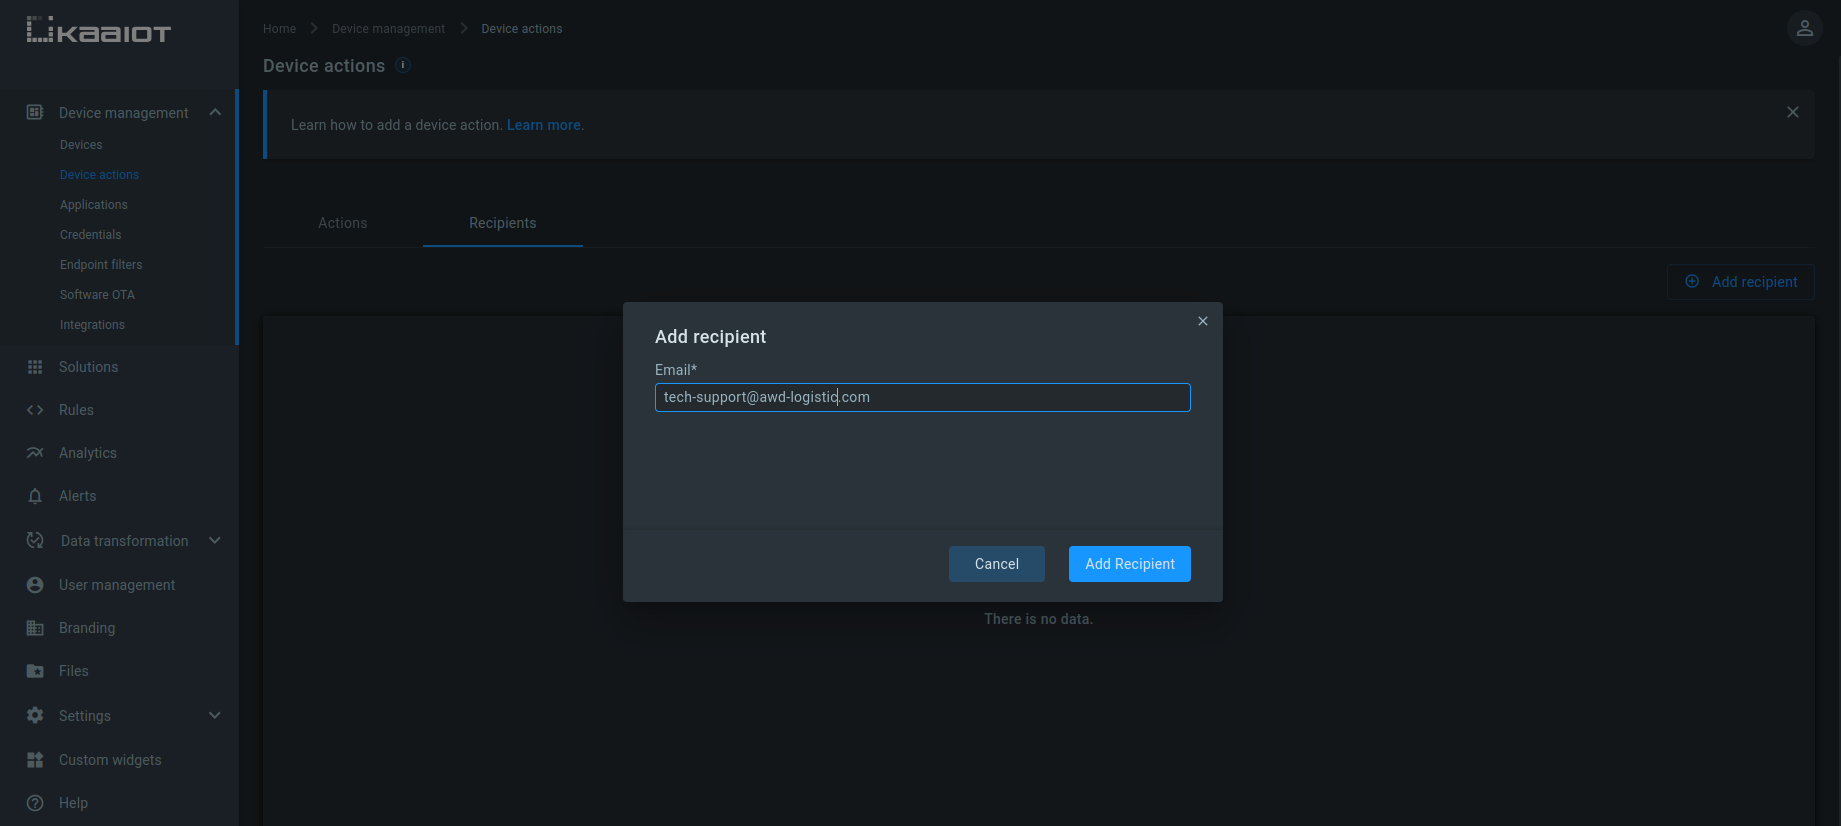 KaaIoT
Home
Device management
Device actions
Device actions
i
Learn how to add a device action. Learn more.
Device management
Devices
Device actions
Applications
Credentials
Endpoint filters
Software OTA
Integrations
Solutions
Rules
Analytics
Alerts
Data transformation
User management
Branding
Files
Settings
Custom widgets
Help
Actions
Recipients
Add recipient
Add recipient
Email*
tech-support@awd-logistic.com
Cancel
Add Recipient
There is no data.